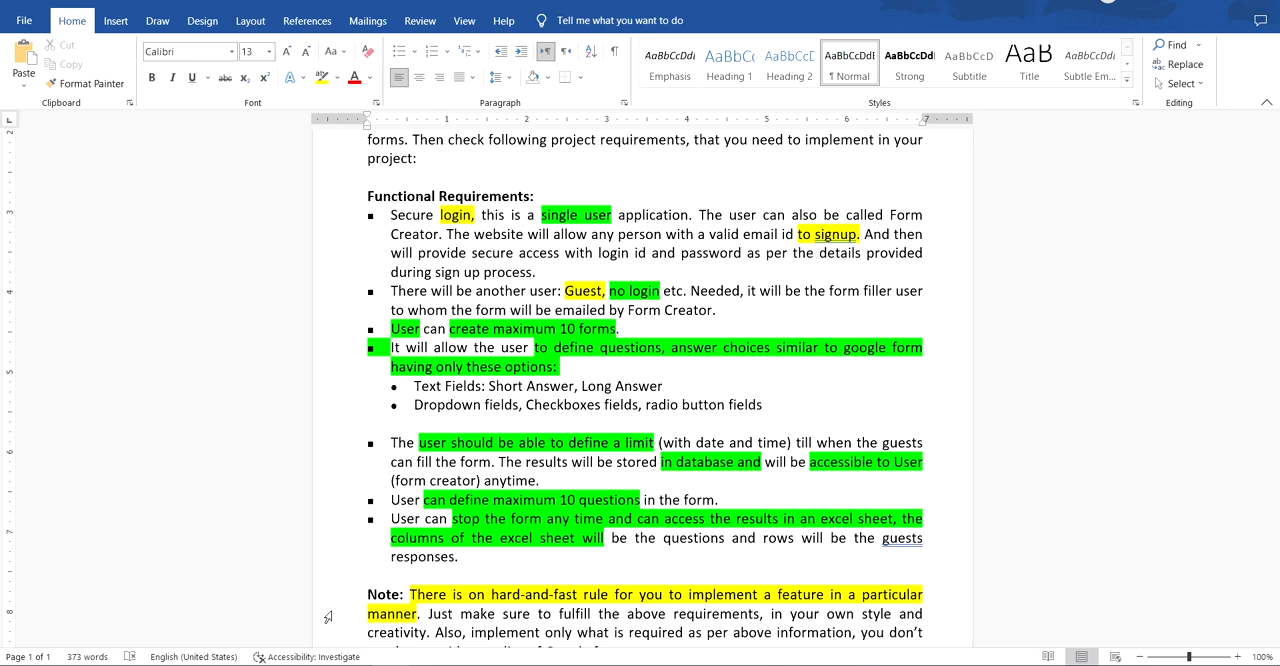 File Home Insert Draw Design Layout References Mailings Review View Help Tell me what you want to do
Paste
Cut
Copy
Format Painter
Clipboard
Calibri 13
Font
Paragraph
AaBbCcDdI Emphasis
AaBbCc Heading 1
AaBbCcC Heading 2
AaBbCcDdI ¶ Normal
AaBbCcDdI Strong
AaBbCcD Subtitle
AaB Title
AaBbCcDdI Subtle Em...
Styles
Find
Replace
Select
Editing
1 2 3 4 5 6 7
forms. Then check following project requirements, that you need to implement in your
project:
Functional Requirements:
▪ Secure login, this is a single user application. The user can also be called Form
Creator. The website will allow any person with a valid email id to signup. And then
will provide secure access with login id and password as per the details provided
during sign up process.
▪ There will be another user: Guest, no login etc. Needed, it will be the form filler user
to whom the form will be emailed by Form Creator.
▪ User can create maximum 10 forms.
▪ It will allow the user to define questions, answer choices similar to google form
having only these options:
• Text Fields: Short Answer, Long Answer
• Dropdown fields, Checkboxes fields, radio button fields
▪ The user should be able to define a limit (with date and time) till when the guests
can fill the form. The results will be stored in database and will be accessible to User
(form creator) anytime.
▪ User can define maximum 10 questions in the form.
▪ User can stop the form any time and can access the results in an excel sheet, the
columns of the excel sheet will be the questions and rows will be the guests
responses.
Note: There is on hard-and-fast rule for you to implement a feature in a particular
manner. Just make sure to fulfill the above requirements, in your own style and
creativity. Also, implement only what is required as per above information, you don’t
Page 1 of 1 373 words English (United States) Accessibility: Investigate 100%